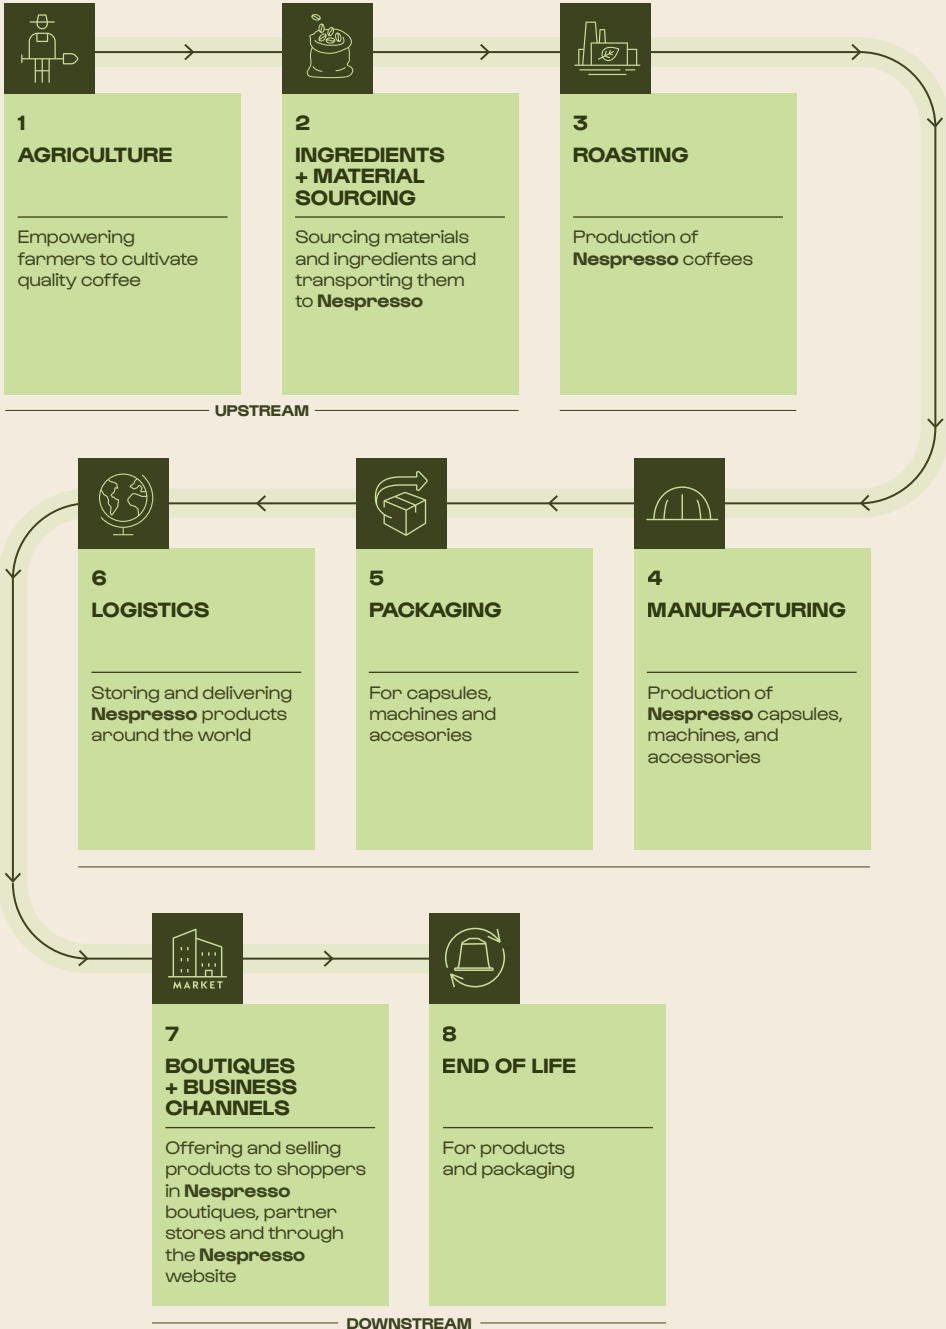 1
AGRICULTURE
Empowering
farmers to cultivate
quality coffee
2
INGREDIENTS
+ MATERIAL
SOURCING
Sourcing materials
and ingredients and
transporting them
to Nespresso
3
ROASTING
Production of
Nespresso coffees
UPSTREAM
4
MANUFACTURING
Production of
Nespresso capsules,
machines, and
accessories
5
PACKAGING
For capsules,
machines and
accesories
6
LOGISTICS
Storing and delivering
Nespresso products
around the world
MARKET
7
BOUTIQUES
+ BUSINESS
CHANNELS
Offering and selling
products to shoppers
in Nespresso
boutiques, partner
stores and through
the Nespresso
website
8
END OF LIFE
For products
and packaging
DOWNSTREAM